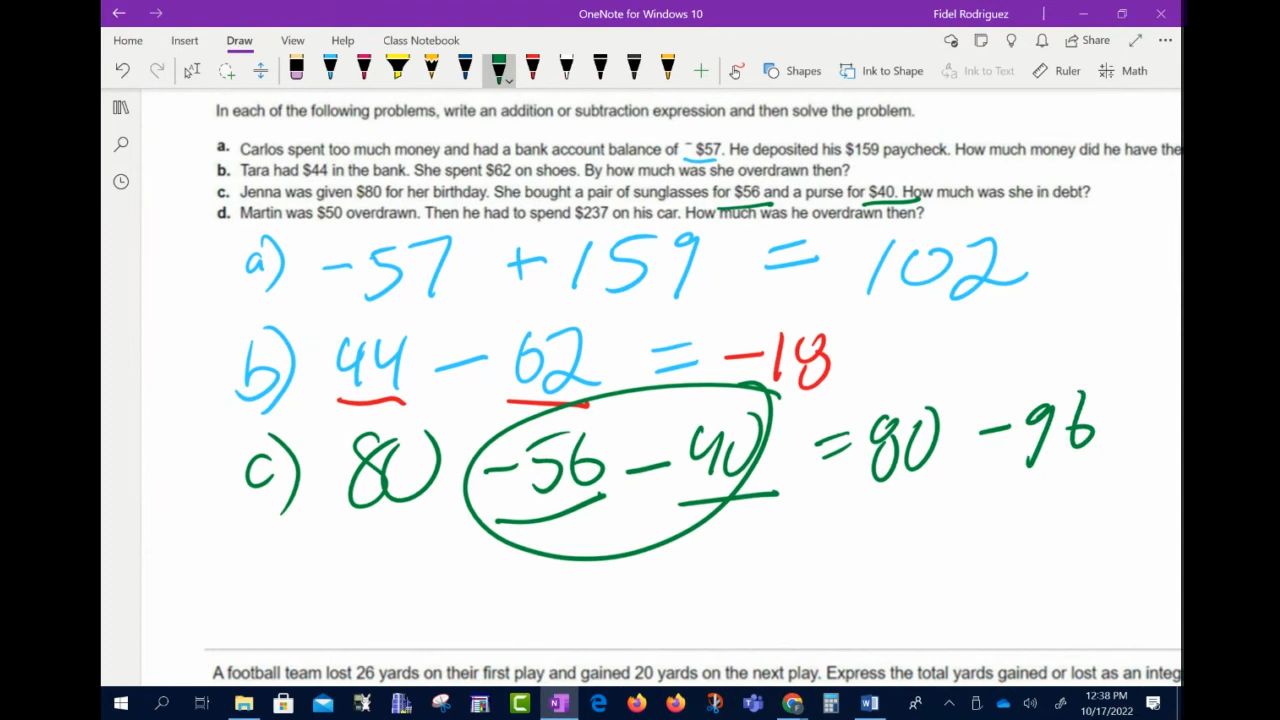 OneNote for Windows 10
Fidel Rodriguez
Home Insert Draw View Help Class Notebook
Share
Shapes Ink to Shape Ink to Text Ruler Math
In each of the following problems, write an addition or subtraction expression and then solve the problem.
a. Carlos spent too much money and had a bank account balance of ⁻$57. He deposited his $159 paycheck. How much money did he have the
b. Tara had $44 in the bank. She spent $62 on shoes. By how much was she overdrawn then?
c. Jenna was given $80 for her birthday. She bought a pair of sunglasses for $56 and a purse for $40. How much was she in debt?
d. Martin was $50 overdrawn. Then he had to spend $237 on his car. How much was he overdrawn then?
a) -57 + 159 = 102
b) 44 - 62 = -18
c) 80 -56 - 40 = 80 - 96
A football team lost 26 yards on their first play and gained 20 yards on the next play. Express the total yards gained or lost as an integ
12:38 PM
10/17/2022